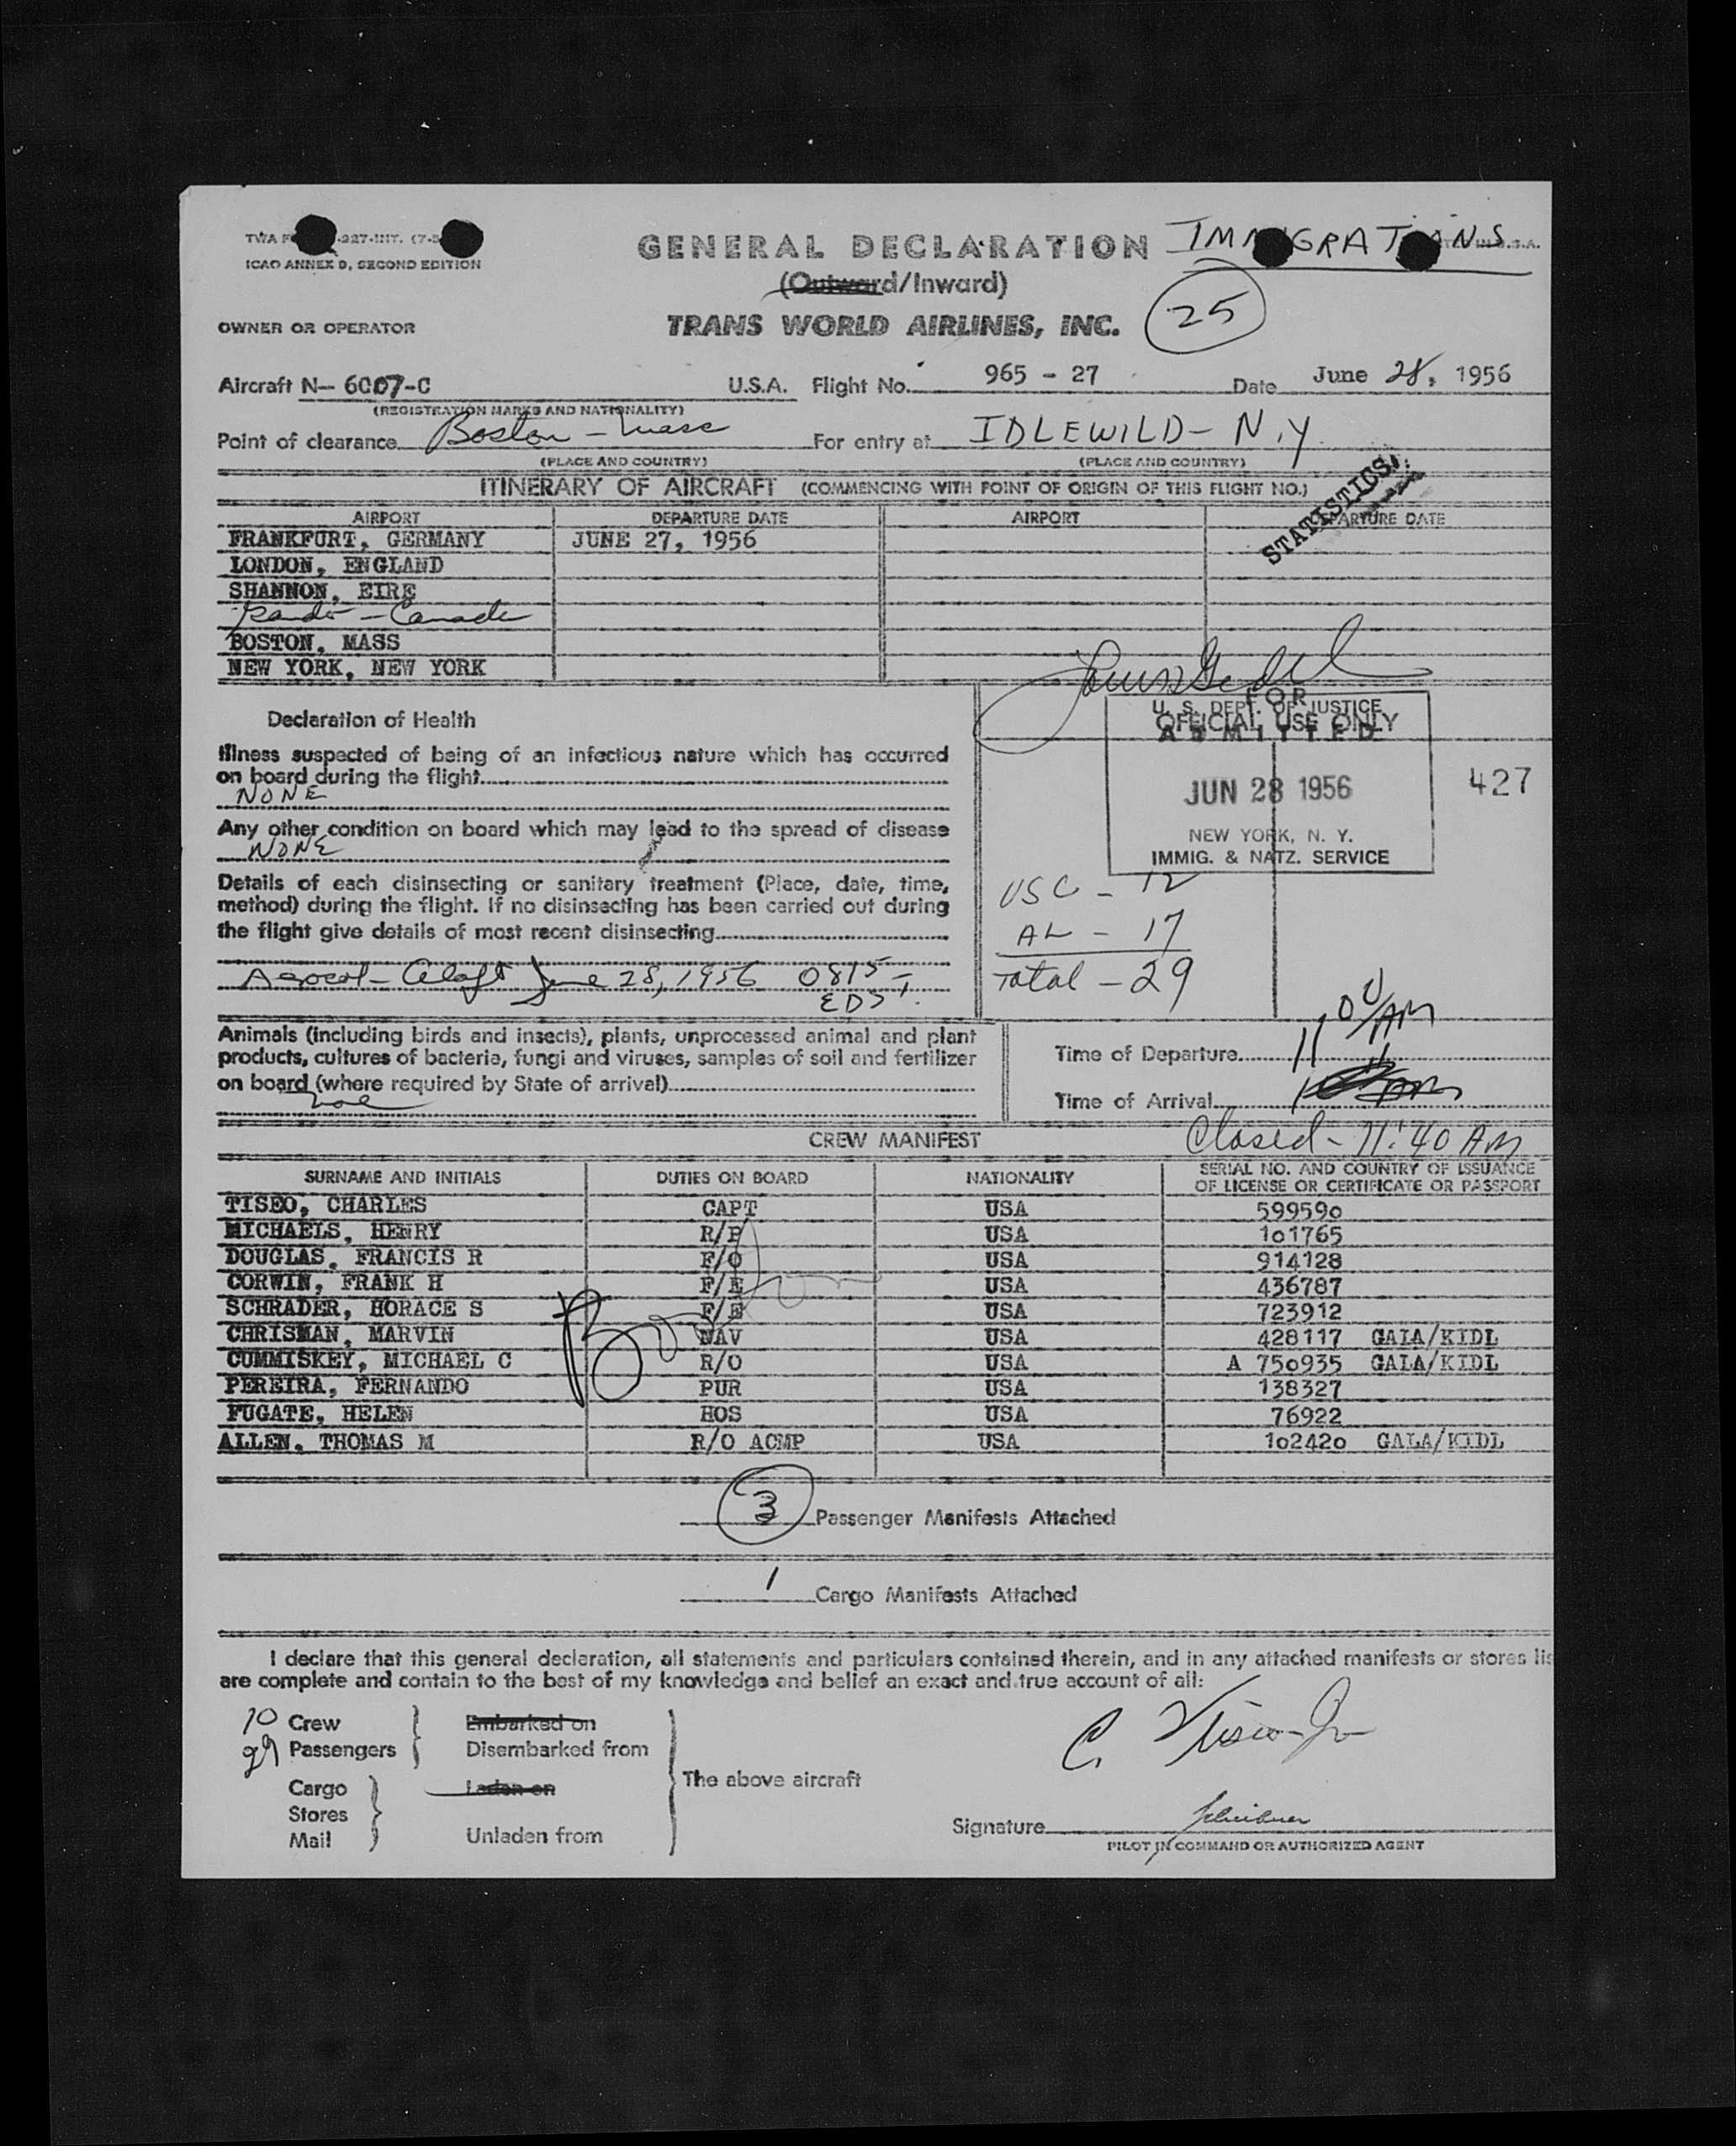 ICAO ANNEX 9, SECOND EDITION
GENERAL DECLARATION
(Outward/Inward)
TRANS WORLD AIRLINES, INC.
25
OWNER OR OPERATOR
Aircraft N— 6007-C U.S.A. Flight No. 965 - 27 Date June 28, 1956
(REGISTRATION MARKS AND NATIONALITY)
Point of clearance Boston - Mass For entry at IDLEWILD - N.Y.
(PLACE AND COUNTRY) (PLACE AND COUNTRY)
STATISTICS
ITINERARY OF AIRCRAFT (COMMENCING WITH POINT OF ORIGIN OF THIS FLIGHT NO.)
AIRPORT DEPARTURE DATE AIRPORT DEPARTURE DATE
FRANKFURT, GERMANY JUNE 27, 1956
LONDON, ENGLAND
SHANNON, EIRE
- Canada
BOSTON, MASS
NEW YORK, NEW YORK
FOR
OFFICIAL USE ONLY
U. S. DEPT. OF JUSTICE
ADMITTED
JUN 28 1956
NEW YORK, N. Y.
IMMIG. & NATZ. SERVICE
427
Declaration of Health
Illness suspected of being of an infectious nature which has occurred
on board during the flight
NONE
Any other condition on board which may lead to the spread of disease
NONE
Details of each disinsecting or sanitary treatment (Place, date, time,
method) during the flight. If no disinsecting has been carried out during
the flight give details of most recent disinsecting
Aerosol - Aloft June 28, 1956 0815
EDST.
USC - 12
AL - 17
Total - 29
Animals (including birds and insects), plants, unprocessed animal and plant
products, cultures of bacteria, fungi and viruses, samples of soil and fertilizer
on board (where required by State of arrival)
Time of Departure 11 00/AM
Time of Arrival
Closed - 11:40 AM
CREW MANIFEST
SURNAME AND INITIALS DUTIES ON BOARD NATIONALITY SERIAL NO. AND COUNTRY OF ISSUANCE
OF LICENSE OR CERTIFICATE OR PASSPORT
TISEO, CHARLES CAPT USA 599590
MICHAELS, HENRY R/P USA 101765
DOUGLAS, FRANCIS R F/O USA 914128
CORWIN, FRANK H F/E USA 436787
SCHRADER, HORACE S F/E USA 723912
CHRISMAN, MARVIN NAV USA 428117 GALA/KIDL
CUMMISKEY, MICHAEL C R/O USA A 750935 GALA/KIDL
PEREIRA, FERNANDO PUR USA 138327
FUGATE, HELEN HOS USA 76922
ALLEN, THOMAS M R/O ACMP USA 102420 GALA/KIDL
3 Passenger Manifests Attached
1 Cargo Manifests Attached
I declare that this general declaration, all statements and particulars contained therein, and in any attached manifests or stores lis
are complete and contain to the best of my knowledge and belief an exact and true account of all:
10 Crew Embarked on
29 Passengers Disembarked from
The above aircraft
Cargo Laden on
Stores
Mail Unladen from
C. Tiseo Jr
Signature
PILOT IN COMMAND OR AUTHORIZED AGENT